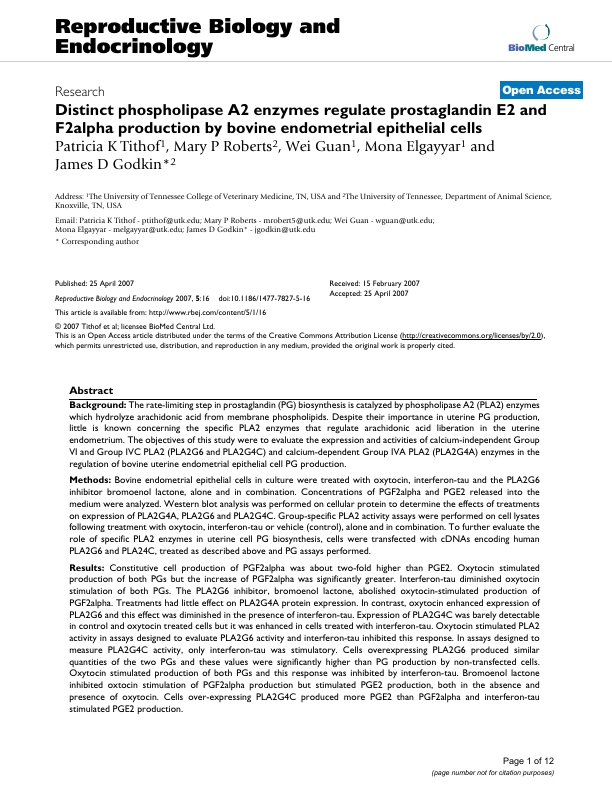 Reproductive Biology and
Endocrinology
BioMed Central
Research
Open Access
Distinct phospholipase A2 enzymes regulate prostaglandin E2 and
F2alpha production by bovine endometrial epithelial cells
Patricia K Tithof1, Mary P Roberts2, Wei Guan1, Mona Elgayyar1 and
James D Godkin*2
Address: 1The University of Tennessee College of Veterinary Medicine, TN, USA and 2The University of Tennessee, Department of Animal Science,
Knoxville, TN, USA
Email: Patricia K Tithof - ptithof@utk.edu; Mary P Roberts - mrobert5@utk.edu; Wei Guan - wguan@utk.edu;
Mona Elgayyar - melgayyar@utk.edu; James D Godkin* - jgodkin@utk.edu
* Corresponding author
Published: 25 April 2007
Received: 15 February 2007
Accepted: 25 April 2007
Reproductive Biology and Endocrinology 2007, 5:16 doi:10.1186/1477-7827-5-16
This article is available from: http://www.rbej.com/content/5/1/16
© 2007 Tithof et al; licensee BioMed Central Ltd.
This is an Open Access article distributed under the terms of the Creative Commons Attribution License (http://creativecommons.org/licenses/by/2.0),
which permits unrestricted use, distribution, and reproduction in any medium, provided the original work is properly cited.
Abstract
Background: The rate-limiting step in prostaglandin (PG) biosynthesis is catalyzed by phospholipase A2 (PLA2) enzymes
which hydrolyze arachidonic acid from membrane phospholipids. Despite their importance in uterine PG production,
little is known concerning the specific PLA2 enzymes that regulate arachidonic acid liberation in the uterine
endometrium. The objectives of this study were to evaluate the expression and activities of calcium-independent Group
VI and Group IVC PLA2 (PLA2G6 and PLA2G4C) and calcium-dependent Group IVA PLA2 (PLA2G4A) enzymes in the
regulation of bovine uterine endometrial epithelial cell PG production.
Methods: Bovine endometrial epithelial cells in culture were treated with oxytocin, interferon-tau and the PLA2G6
inhibitor bromoenol lactone, alone and in combination. Concentrations of PGF2alpha and PGE2 released into the
medium were analyzed. Western blot analysis was performed on cellular protein to determine the effects of treatments
on expression of PLA2G4A, PLA2G6 and PLA2G4C. Group-specific PLA2 activity assays were performed on cell lysates
following treatment with oxytocin, interferon-tau or vehicle (control), alone and in combination. To further evaluate the
role of specific PLA2 enzymes in uterine cell PG biosynthesis, cells were transfected with cDNAs encoding human
PLA2G6 and PLA24C, treated as described above and PG assays performed.
Results: Constitutive cell production of PGF2alpha was about two-fold higher than PGE2. Oxytocin stimulated
production of both PGs but the increase of PGF2alpha was significantly greater. Interferon-tau diminished oxytocin
stimulation of both PGs. The PLA2G6 inhibitor, bromoenol lactone, abolished oxytocin-stimulated production of
PGF2alpha. Treatments had little effect on PLA2G4A protein expression. In contrast, oxytocin enhanced expression of
PLA2G6 and this effect was diminished in the presence of interferon-tau. Expression of PLA2G4C was barely detectable
in control and oxytocin treated cells but it was enhanced in cells treated with interferon-tau. Oxytocin stimulated PLA2
activity in assays designed to evaluate PLA2G6 activity and interferon-tau inhibited this response. In assays designed to
measure PLA2G4C activity, only interferon-tau was stimulatory. Cells overexpressing PLA2G6 produced similar
quantities of the two PGs and these values were significantly higher than PG production by non-transfected cells.
Oxytocin stimulated production of both PGs and this response was inhibited by interferon-tau. Bromoenol lactone
inhibited oxtocin stimulation of PGF2alpha production but stimulated PGE2 production, both in the absence and
presence of oxytocin. Cells over-expressing PLA2G4C produced more PGE2 than PGF2alpha and interferon-tau
stimulated PGE2 production.
Page 1 of 12
(page number not for citation purposes)